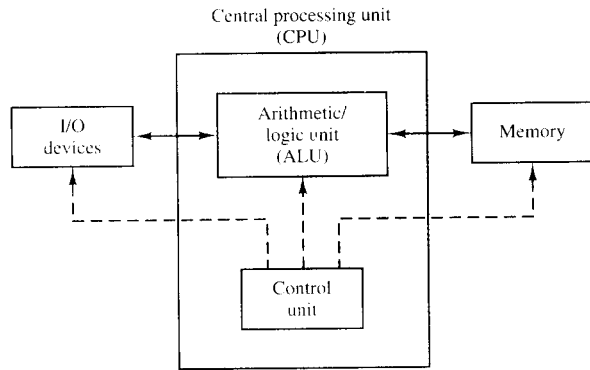 Central processing unit
(CPU)
I/O
devices
Arithmetic/
logic unit
(ALU)
Memory
Control
unit